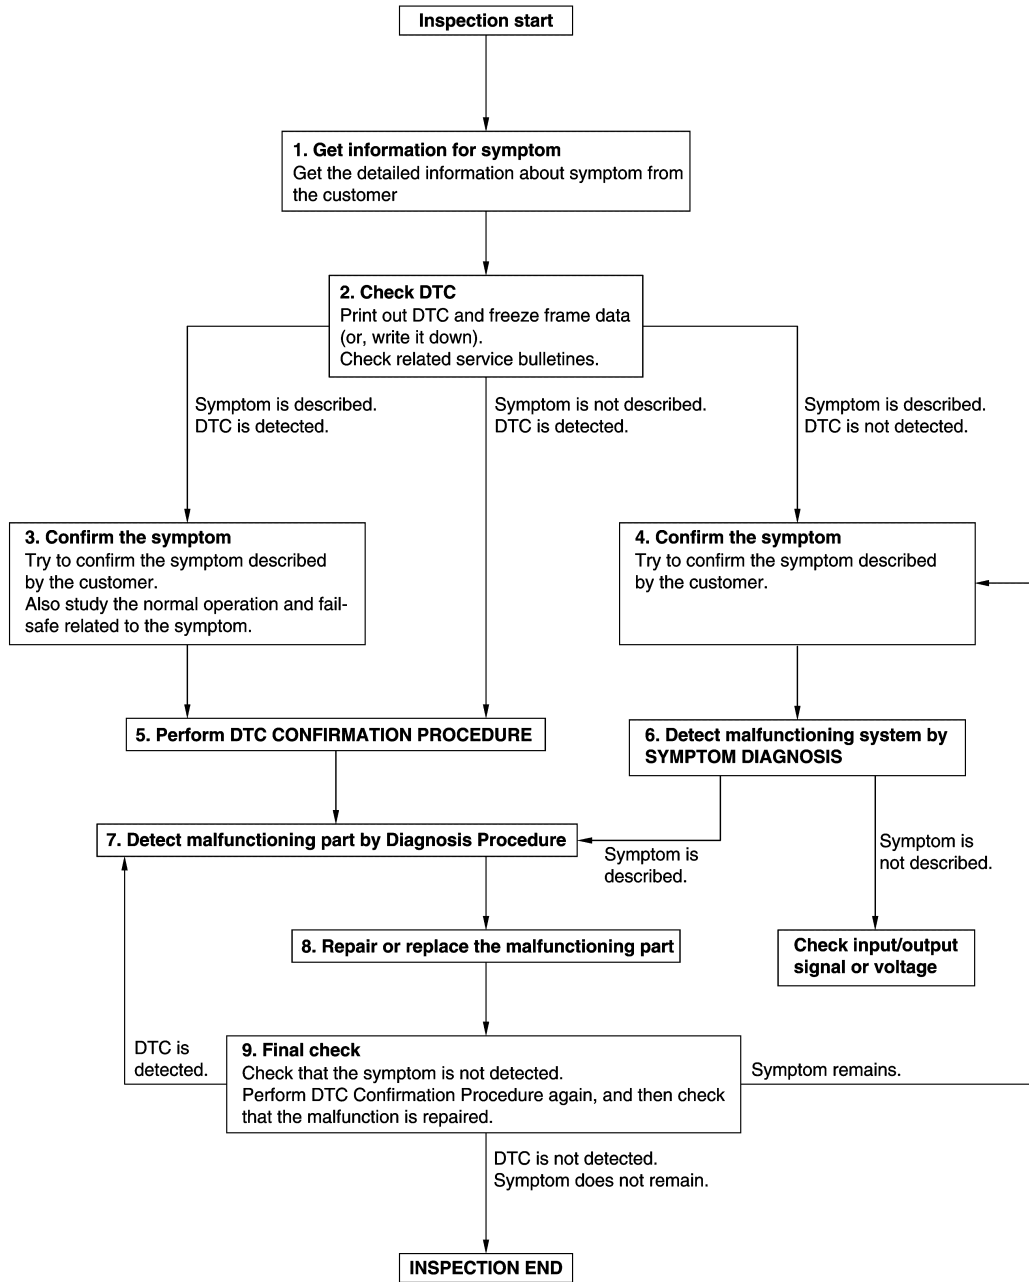 Inspection start
1. Get information for symptom
Get the detailed information about symptom from
the customer
2. Check DTC
Print out DTC and freeze frame data
(or, write it down).
Check related service bulletines.
Symptom is described.
DTC is detected.
Symptom is not described.
DTC is detected.
Symptom is described.
DTC is not detected.
3. Confirm the symptom
Try to confirm the symptom described
by the customer.
Also study the normal operation and fail-
safe related to the symptom.
4. Confirm the symptom
Try to confirm the symptom described
by the customer.
5. Perform DTC CONFIRMATION PROCEDURE
6. Detect malfunctioning system by
SYMPTOM DIAGNOSIS
7. Detect malfunctioning part by Diagnosis Procedure
Symptom is
described.
Symptom is
not described.
8. Repair or replace the malfunctioning part
Check input/output
signal or voltage
DTC is
detected.
9. Final check
Check that the symptom is not detected.
Perform DTC Confirmation Procedure again, and then check
that the malfunction is repaired.
Symptom remains.
DTC is not detected.
Symptom does not remain.
INSPECTION END